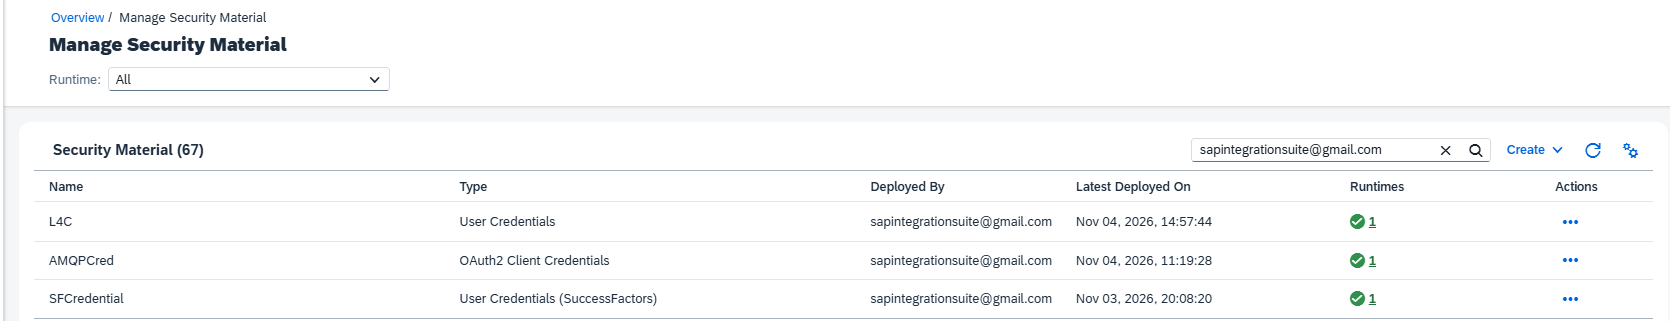 Overview / Manage Security Material
Manage Security Material
Runtime: All
Security Material (67) sapintegrationsuite@gmail.com Create
Name Type Deployed By Latest Deployed On Runtimes Actions
L4C User Credentials sapintegrationsuite@gmail.com Nov 04, 2026, 14:57:44 1
AMQPCred OAuth2 Client Credentials sapintegrationsuite@gmail.com Nov 04, 2026, 11:19:28 1
SFCredential User Credentials (SuccessFactors) sapintegrationsuite@gmail.com Nov 03, 2026, 20:08:20 1